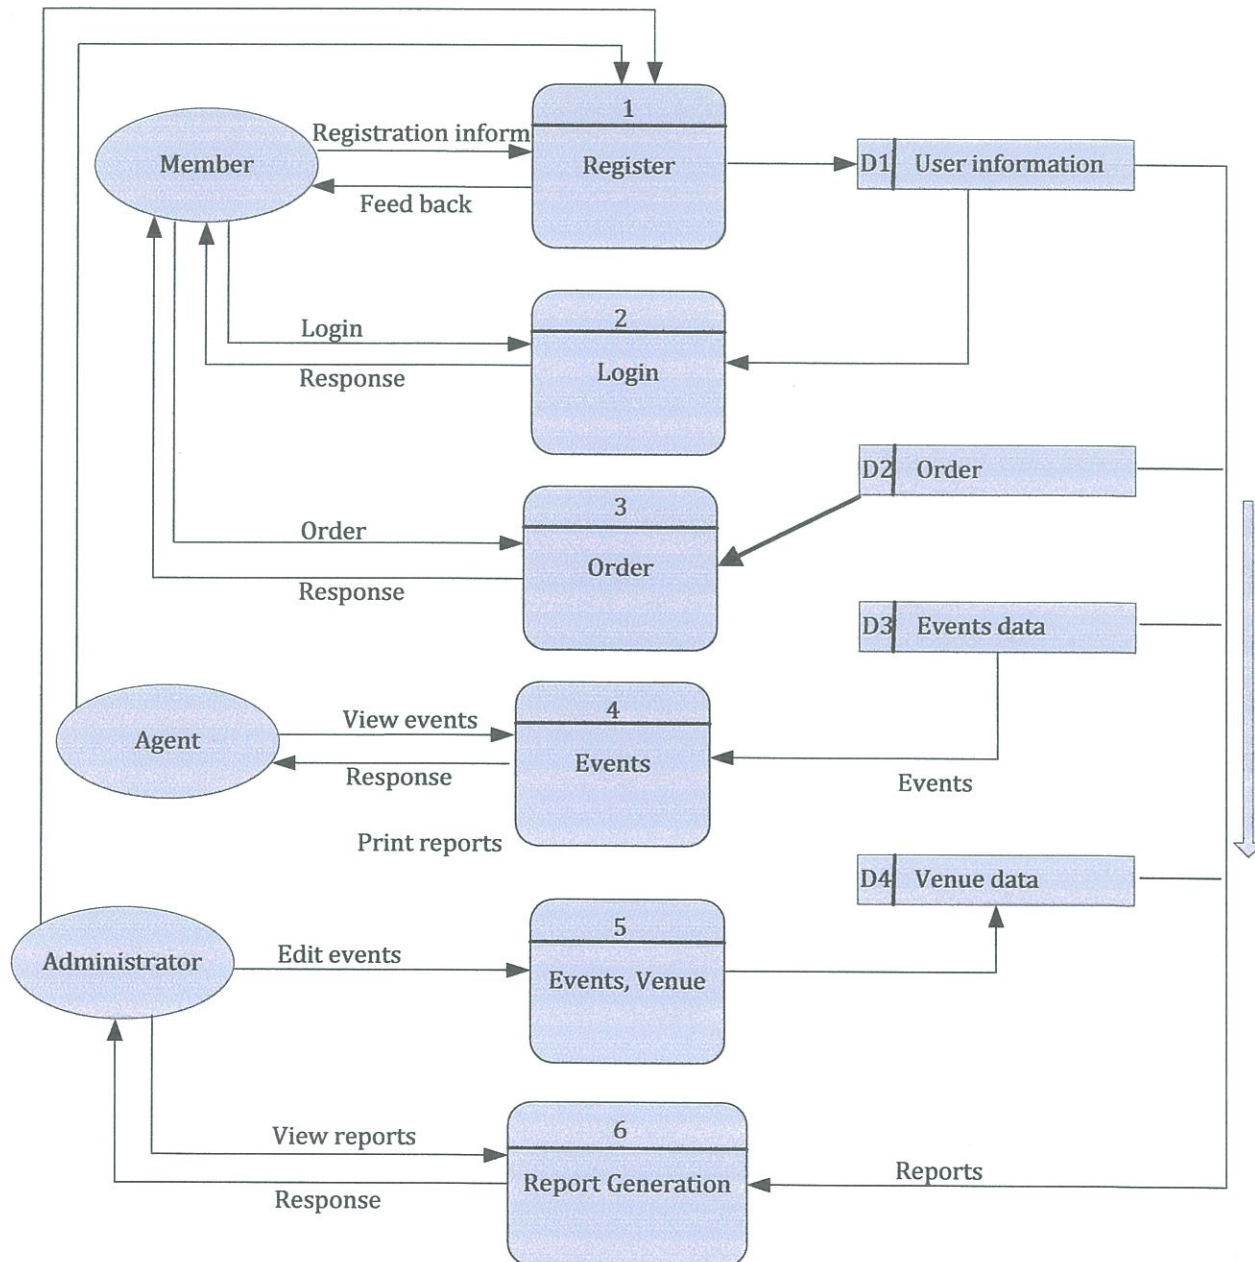 1
Registration inform
Member
Register
D1 User information
Feed back
2
Login
Login
Response
D2 Order
3
Order
Order
Response
D3 Events data
4
View events
Agent
Events
Response
Events
Print reports
D4 Venue data
5
Edit events
Administrator
Events, Venue
6
View reports
Report Generation
Reports
Response